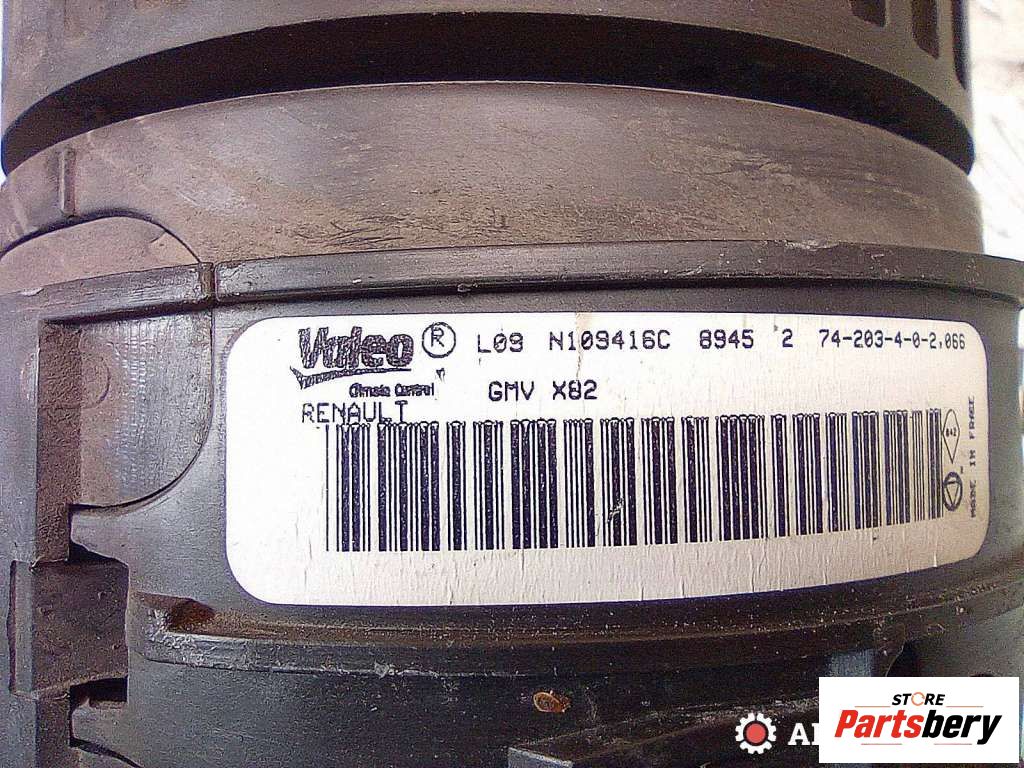 Valeo ® L09 N109416C 8945 2 74-203-4-0-2,066
Climate Control GMV X82
RENAULT
842
MADE IN FRANCE
STORE
Partsbery